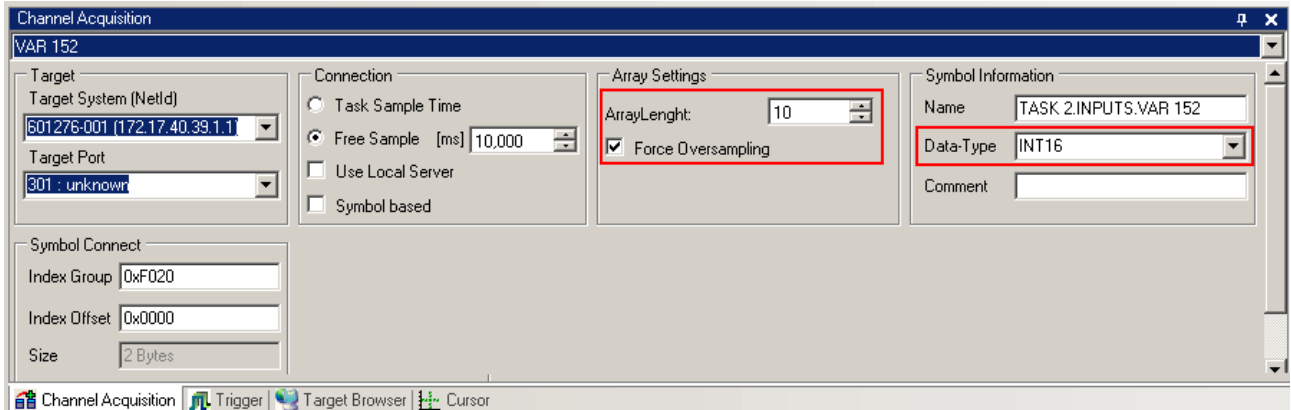 Channel Acquisition
VAR 152
Target
Target System (NetId)
601276-001 (172.17.40.39.1.1)
Target Port
301 : unknown
Connection
Task Sample Time
Free Sample [ms] 10,000
Use Local Server
Symbol based
Array Settings
ArrayLenght: 10
Force Oversampling
Symbol Information
Name TASK 2.INPUTS.VAR 152
Data-Type INT16
Comment
Symbol Connect
Index Group 0xF020
Index Offset 0x0000
Size 2 Bytes
Channel Acquisition Trigger Target Browser Cursor